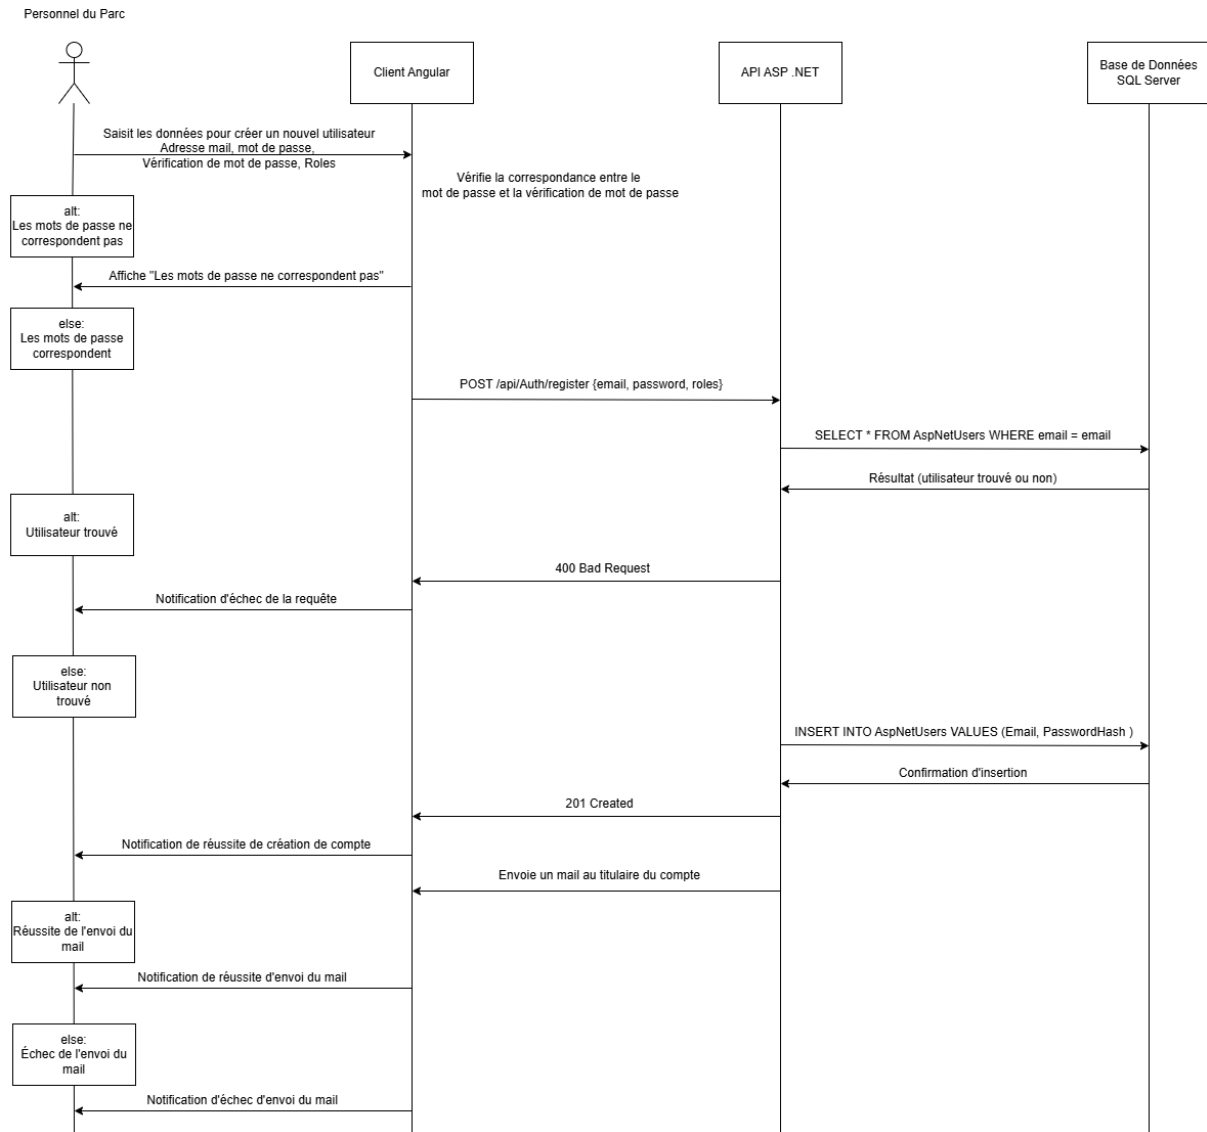 Personnel du Parc
Client Angular
API ASP .NET
Base de Données
SQL Server
Saisit les données pour créer un nouvel utilisateur
Adresse mail, mot de passe,
Vérification de mot de passe, Roles
Vérifie la correspondance entre le
mot de passe et la vérification de mot de passe
alt:
Les mots de passe ne
correspondent pas
Affiche "Les mots de passe ne correspondent pas"
else:
Les mots de passe
correspondent
POST /api/Auth/register {email, password, roles}
SELECT * FROM AspNetUsers WHERE email = email
Résultat (utilisateur trouvé ou non)
alt:
Utilisateur trouvé
400 Bad Request
Notification d'échec de la requête
else:
Utilisateur non
trouvé
INSERT INTO AspNetUsers VALUES (Email, PasswordHash )
Confirmation d'insertion
201 Created
Notification de réussite de création de compte
Envoie un mail au titulaire du compte
alt:
Réussite de l'envoi du
mail
Notification de réussite d'envoi du mail
else:
Échec de l'envoi du
mail
Notification d'échec d'envoi du mail